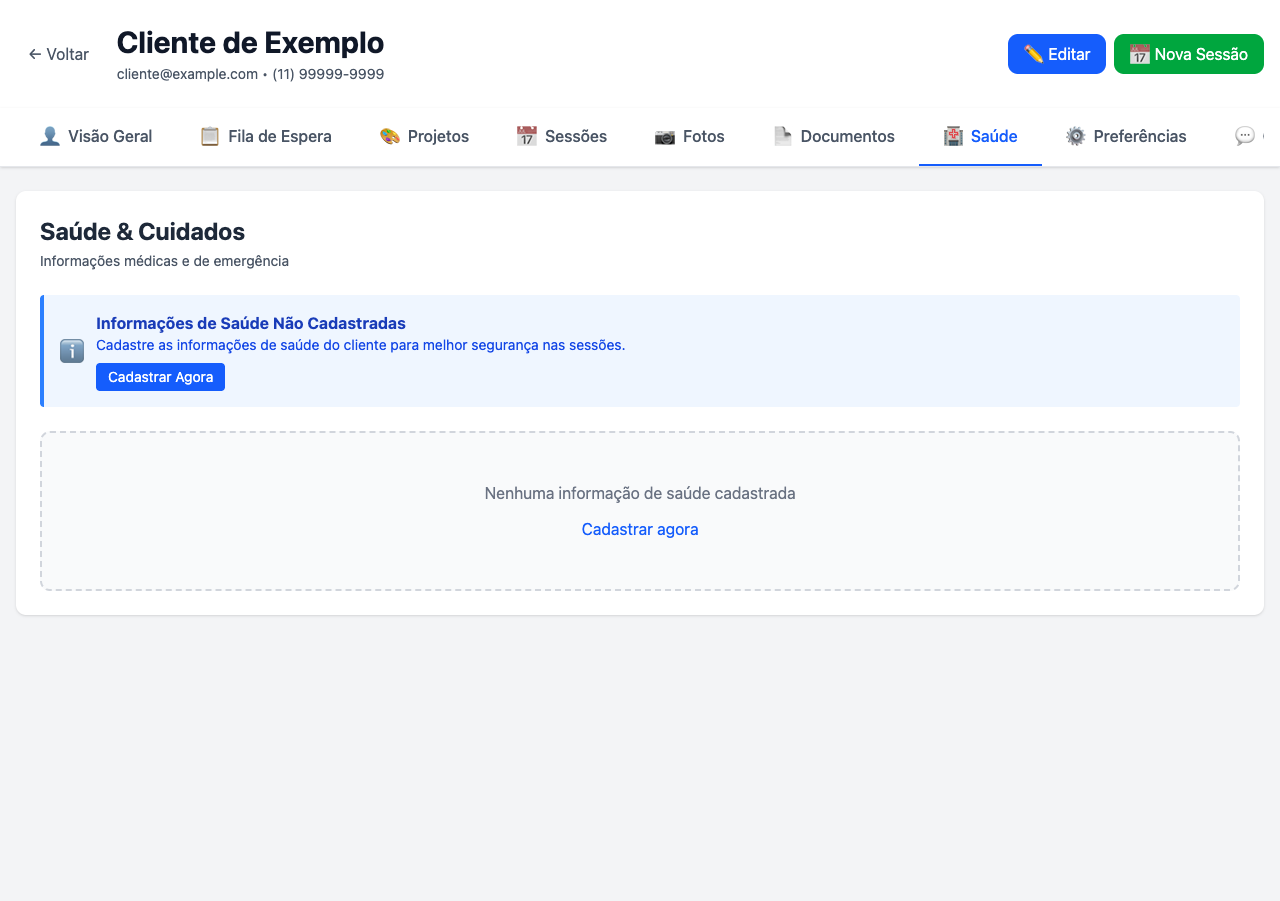 ← Voltar
Cliente de Exemplo
cliente@example.com • (11) 99999-9999
Editar
Nova Sessão
Visão Geral
Fila de Espera
Projetos
Sessões
Fotos
Documentos
Saúde
Preferências
Saúde & Cuidados
Informações médicas e de emergência
Informações de Saúde Não Cadastradas
Cadastre as informações de saúde do cliente para melhor segurança nas sessões.
Cadastrar Agora
Nenhuma informação de saúde cadastrada
Cadastrar agora